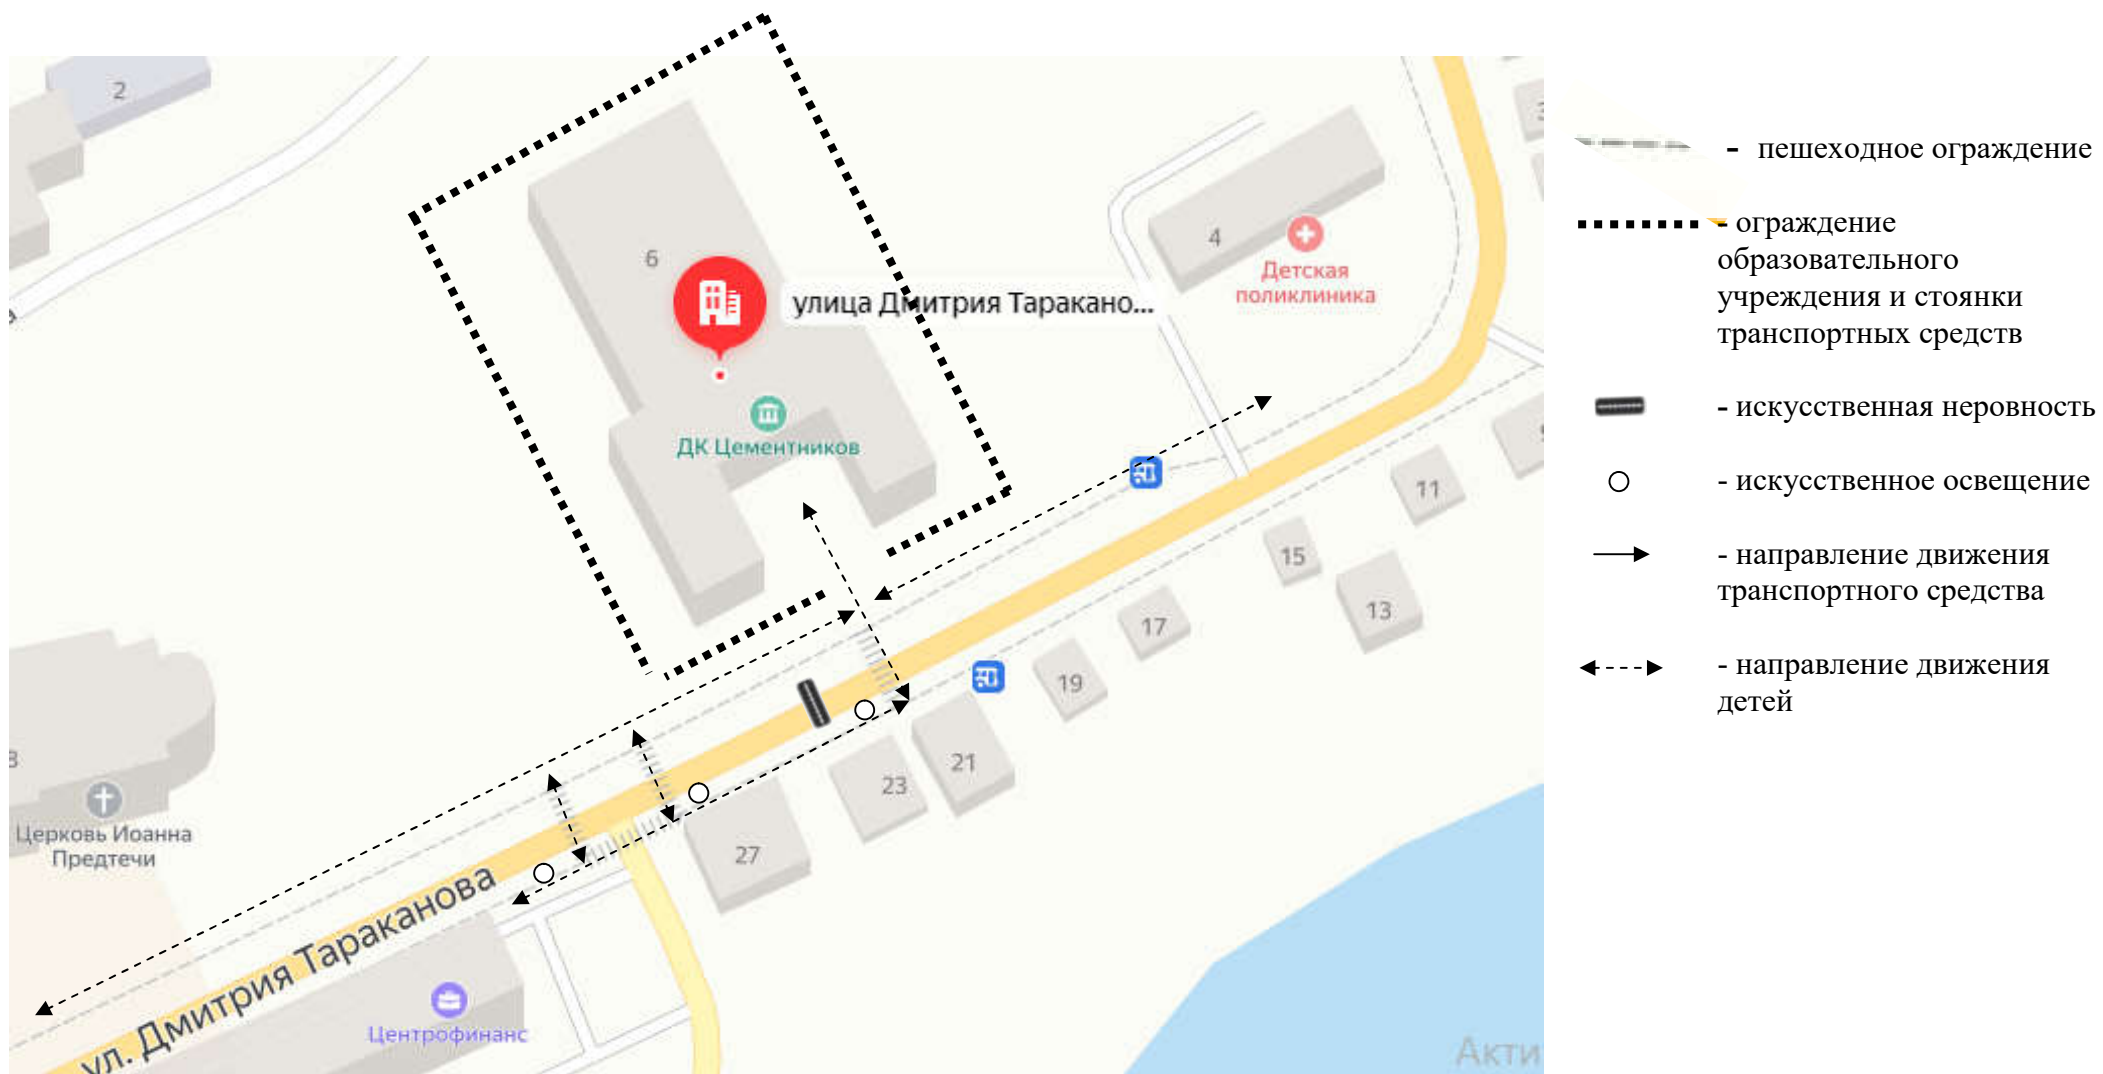 2
6
улица Дмитрия Таракано...
ДК Цементников
4
Детская
поликлиника
11
15
13
17
19
21
23
27
Церковь Иоанна
Предтечи
ул. Дмитрия Тараканова
Центрофинанс
Акти
- пешеходное ограждение
- ограждение
образовательного
учреждения и стоянки
транспортных средств
- искусственная неровность
- искусственное освещение
- направление движения
транспортного средства
- направление движения
детей